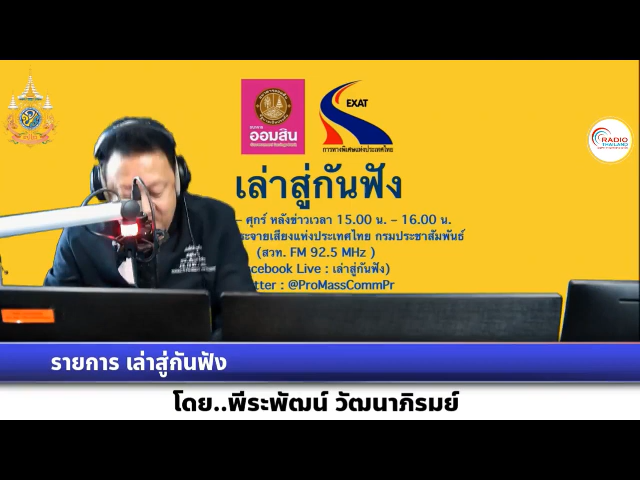 ออมสิน
EXAT
การทางพิเศษแห่งประเทศไทย
RADIO
THAILAND
เล่าสู่กันฟัง
– ศุกร์ หลังข่าวเวลา 15.00 น. – 16.00 น.
ระจายเสียงแห่งประเทศไทย กรมประชาสัมพันธ์
(สวท. FM 92.5 MHz )
acebook Live : เล่าสู่กันฟัง)
itter : @ProMassCommPr
รายการ เล่าสู่กันฟัง
โดย..พีระพัฒน์ วัฒนาภิรมย์